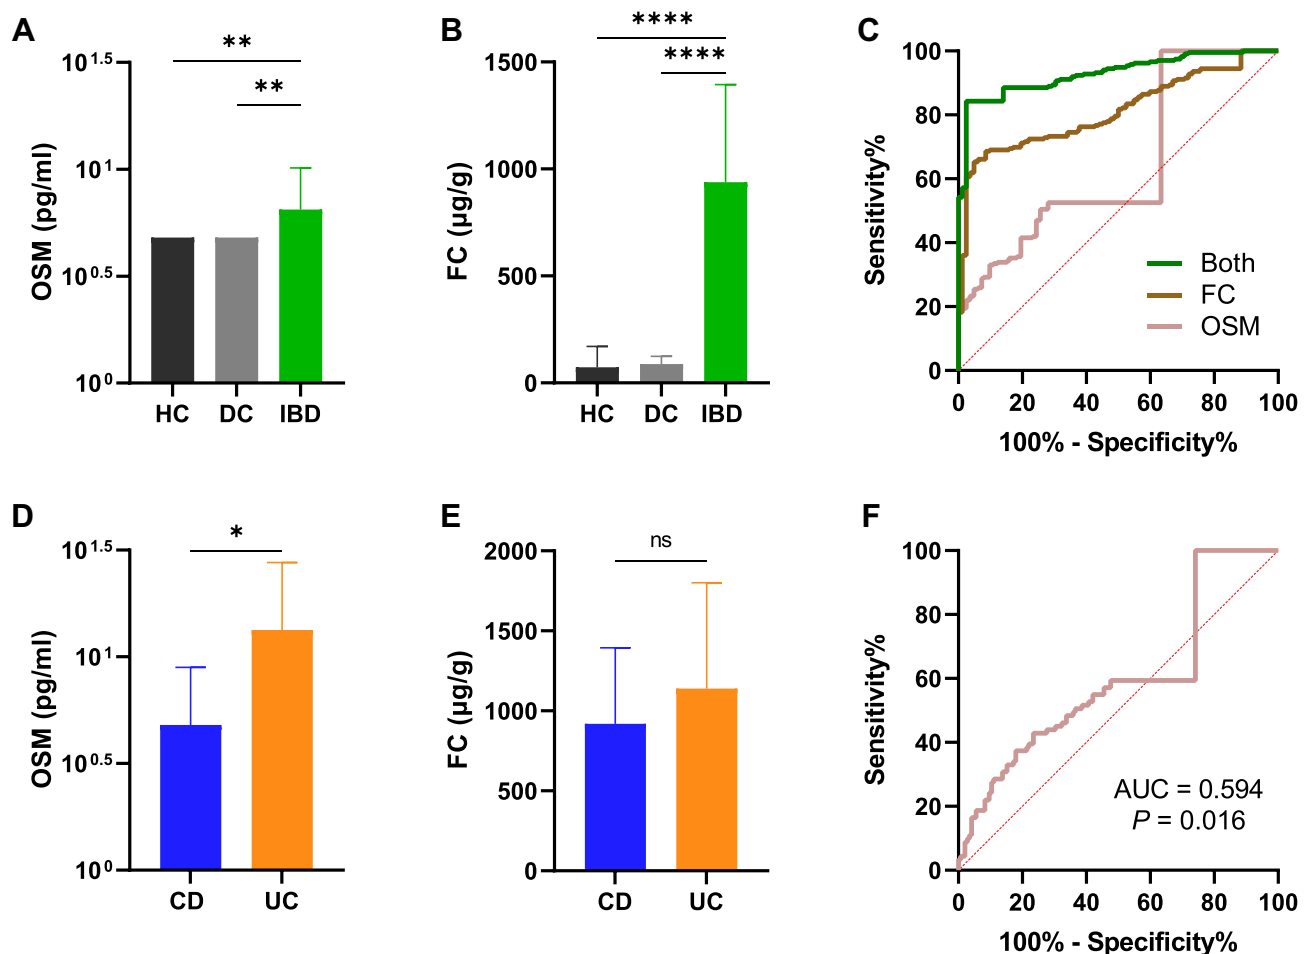 A
**
**
OSM (pg/ml)
10^1.5
10^1
10^0.5
10^0
HC DC IBD
B
****
****
FC (µg/g)
1500
1000
500
0
HC DC IBD
C
Sensitivity%
100
80
60
40
20
0
Both
FC
OSM
0 20 40 60 80 100
100% - Specificity%
D
*
OSM (pg/ml)
10^1.5
10^1
10^0.5
10^0
CD UC
E
ns
FC (µg/g)
2000
1500
1000
500
0
CD UC
F
Sensitivity%
100
80
60
40
20
0
AUC = 0.594
P = 0.016
0 20 40 60 80 100
100% - Specificity%